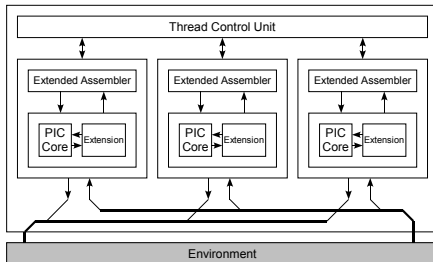 Thread Control Unit
Extended Assembler
Extended Assembler
Extended Assembler
PIC
Core
Extension
PIC
Core
Extension
PIC
Core
Extension
Environment